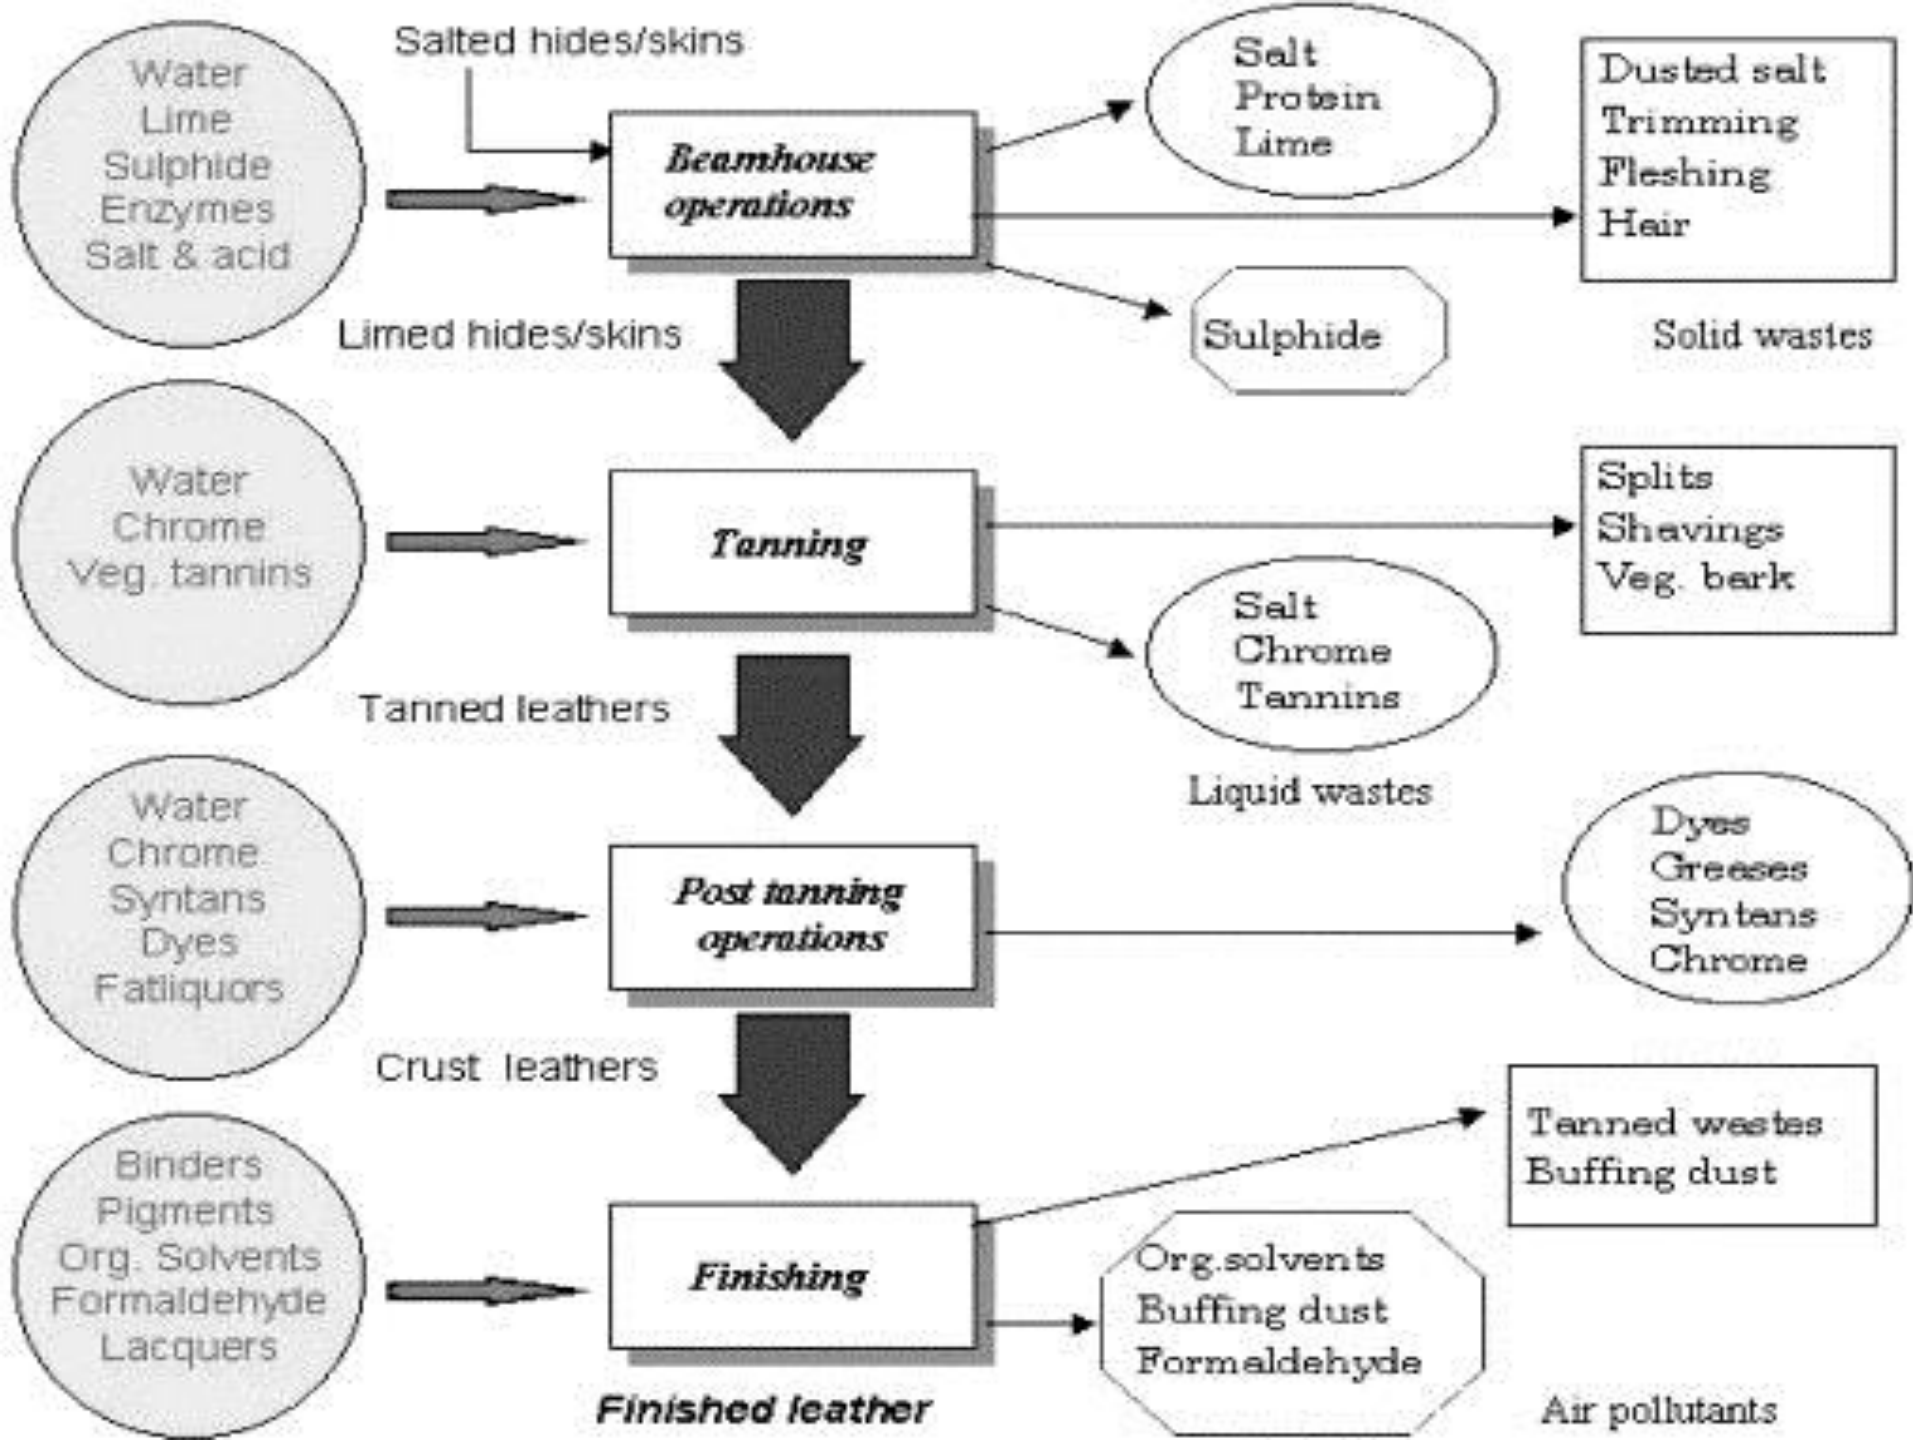 Salted hides/skins
Water
Lime
Sulphide
Enzymes
Salt & acid
Beamhouse
operations
Salt
Protein
Lime
Dusted salt
Trimming
Fleshing
Hair
Sulphide
Solid wastes
Limed hides/skins
Water
Chrome
Veg. tannins
Tanning
Splits
Shavings
Veg. bark
Salt
Chrome
Tannins
Liquid wastes
Tanned leathers
Water
Chrome
Syntans
Dyes
Fatliquors
Post tanning
operations
Dyes
Greases
Syntans
Chrome
Crust leathers
Binders
Pigments
Org. Solvents
Formaldehyde
Lacquers
Finishing
Tanned wastes
Buffing dust
Org.solvents
Buffing dust
Formaldehyde
Air pollutants
Finished leather